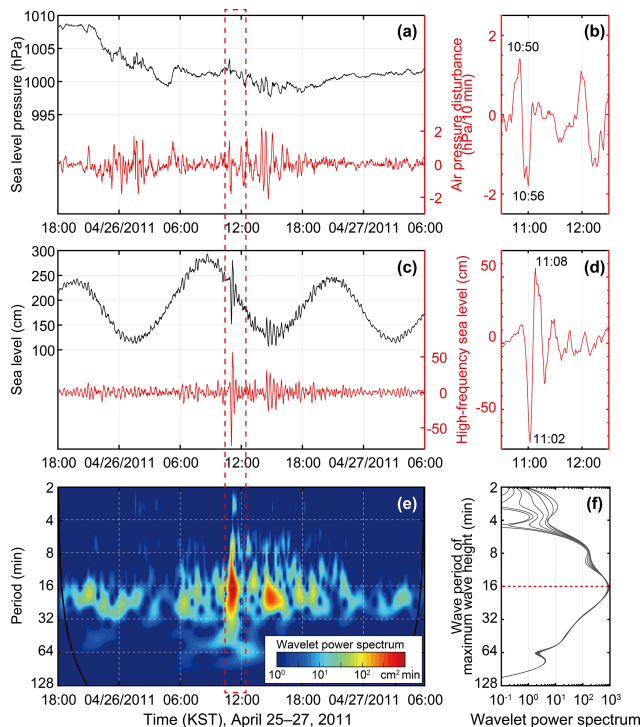 1010
1005
1000
995
Sea level pressure (hPa)
(a)
2
0
-2
Air pressure disturbance
(hPa/10 min)
18:00 04/26/2011 06:00 12:00 18:00 04/27/2011 06:00
(b)
10:50
10:56
2
0
-2
11:00 12:00
300
250
200
150
100
Sea level (cm)
(c)
50
0
-50
High-frequency sea level (cm)
18:00 04/26/2011 06:00 12:00 18:00 04/27/2011 06:00
(d)
11:08
11:02
50
0
-50
11:00 12:00
2
4
8
16
32
64
128
Period (min)
(e)
Wavelet power spectrum
10⁰ 10¹ 10² cm² min
18:00 04/26/2011 06:00 12:00 18:00 04/27/2011 06:00
Time (KST), April 25–27, 2011
(f)
Wave period of
maximum wave height (min)
2
4
8
16
32
64
128
10⁻¹ 10⁰ 10¹ 10² 10³
Wavelet power spectrum